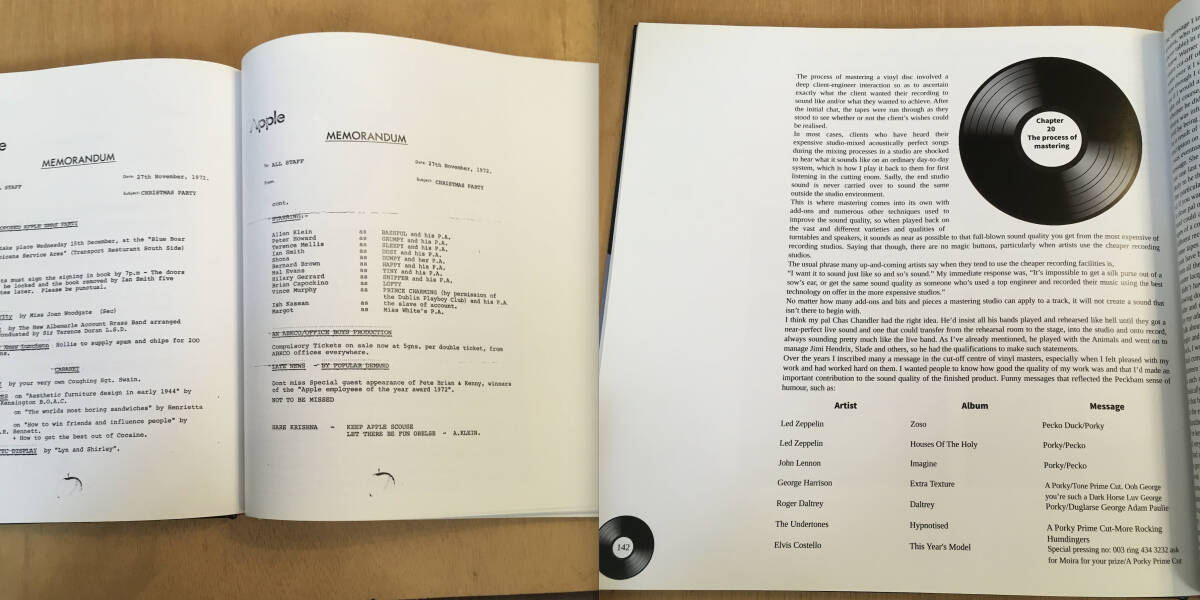 MEMORANDUM
Date: 27th November, 1972.
STAFF
Subject: CHRISTMAS PARTY
take place Wednesday 15th December, at the "Blue Boar
Service Area" (Transport Restaurant South Side)
must sign the signing in book by 7p.m - The doors
be locked and the book removed by Ian Smith five
later. Please be punctual.
by Miss Joan Woodgate (Sec)
by The New Albemarle Account Brass Band arranged
conducted by Sir Terence Doran L.S.D.
Hollie to supply spam and chips for 200
CABARET
by your very own Coughing Sgt. Swain.
on "Aesthetic furniture design in early 1944" by
Kensington B.O.A.C.
on "The worlds most boring sandwiches" by Henrietta
on "How to win friends and influence people" by
Bennett.
+ How to get the best out of Cocaine.
DISPLAY by "Lyn and Shirley".
Apple
MEMORANDUM
To ALL STAFF
Date 27th November, 1972.
From
Subject CHRISTMAS PARTY
cont.
STARRING:-
Allen Klein as BASHFUL and his P.A.
Peter Howard as GRUMPY and his P.A.
Terence Mellis as SLEEPY and his P.A.
Ian Smith as DOST and his P.A.
Shona as DUMPY and her P.A.
Bernard Brown as HAPPY and his P.A.
Mal Evans as TINY and his P.A.
Hilary Gerrard as SNIFFER and his P.A.
Brian Capockino as LOFTY
Vince Murphy as PRINCE CHARMING (by permission of
the Dublin Playboy Club) and his P.A.
Ish Kassam as the slave of account.
Margot as Miss White's P.A.
AN ABKCO/OFFICE BOYS PRODUCTION
Compulsory Tickets on sale now at 5gns. per double ticket, from
ABKCO offices everywhere.
LATE NEWS - BY POPULAR DEMAND
Dont miss Special guest appearance of Pete Brian & Kenny, winners
of the "Apple employees of the year award 1972".
NOT TO BE MISSED
HARE KRISHNA - KEEP APPLE SCOUSE
LET THERE BE FUN ORELSE - A.KLEIN.
The process of mastering a vinyl disc involved a
deep client-engineer interaction so as to ascertain
exactly what the client wanted their recording to
sound like and/or what they wanted to achieve. After
the initial chat, the tapes were run through as they
stood to see whether or not the client's wishes could
be realised.
In most cases, clients who have heard their
expensive studio-mixed acoustically perfect songs
during the mixing processes in a studio are shocked
to hear what it sounds like on an ordinary day-to-day
system, which is how I play it back to them for first
listening in the cutting room. Sadly, the end studio
sound is never carried over to sound the same
outside the studio environment.
This is where mastering comes into its own with
add-ons and numerous other techniques used to
improve the sound quality, so when played back on
the vast and different varieties and qualities of
turntables and speakers, it sounds as near as possible to that full-blown sound quality you get from the most expensive of
recording studios. Saying that though, there are no magic buttons, particularly when artists use the cheaper recording
studios.
The usual phrase many up-and-coming artists say when they tend to use the cheaper recording facilities is,
"I want it to sound just like so and so's sound." My immediate response was, "It's impossible to get a silk purse out of a
sow's ear, or get the same sound quality as someone who's used a top engineer and recorded their music using the best
technology on offer in the more expensive studios."
No matter how many add-ons and bits and pieces a mastering studio can apply to a track, it will not create a sound that
isn't there to begin with.
I think my pal Chas Chandler had the right idea. He'd insist all his bands played and rehearsed like hell until they got a
near-perfect live sound and one that could transfer from the rehearsal room to the stage, into the studio and onto record,
always sounding pretty much like the live band. As I've already mentioned, he played with the Animals and went on to
manage Jimi Hendrix, Slade and others, so he had the qualifications to make such statements.
Over the years I inscribed many a message in the cut-off centre of vinyl masters, especially when I felt pleased with my
work and had worked hard on them. I wanted people to know how good the quality of my work was and that I'd made an
important contribution to the sound quality of the finished product. Funny messages that reflected the Peckham sense of
humour, such as:
Chapter
20
The process of
mastering
Artist Album Message
Led Zeppelin Zoso Pecko Duck/Porky
Led Zeppelin Houses Of The Holy Porky/Pecko
John Lennon Imagine Porky/Pecko
George Harrison Extra Texture A Porky/Tone Prime Cut. Ooh George
you're such a Dark Horse Luv George
Roger Daltrey Daltrey Porky/Duglarse George Adam Paulie
The Undertones Hypnotised A Porky Prime Cut-More Rocking
Humdingers
Elvis Costello This Year's Model Special pressing no: 003 ring 434 3232 ask
for Moira for your prize/A Porky Prime Cut
142